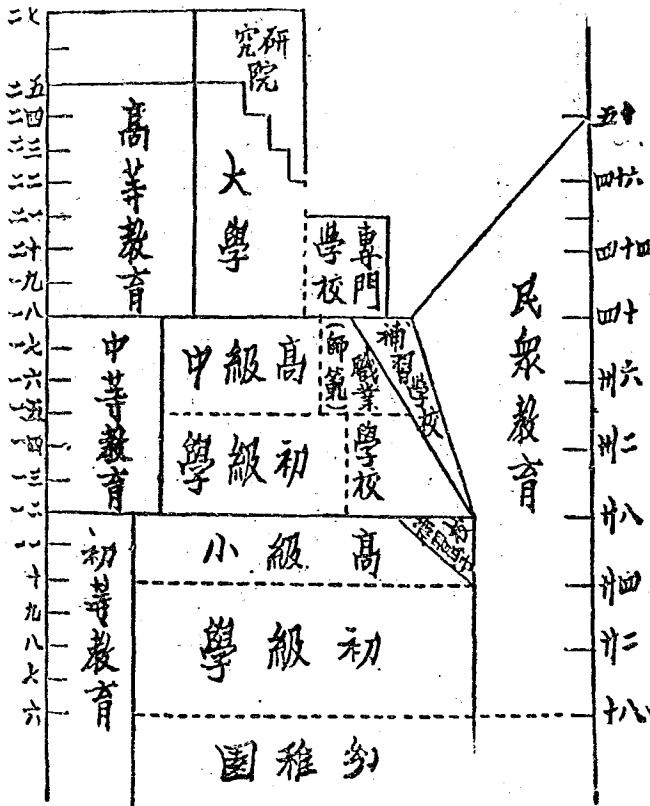 二七
二五
二四
二三
二二
二一
二十
一九
一八
一七
一六
一五
一四
一三
一二
一一
十
九
八
七
六
高等教育
中等教育
初等教育
研究院
大學
專門學校
高級中
初級學
(師範)
職業學校
補習學校
高級小
初級學
幼稚園
民眾教育
五十
四十六
四十四
四十
卅六
卅二
廿八
廿四
廿二
十八